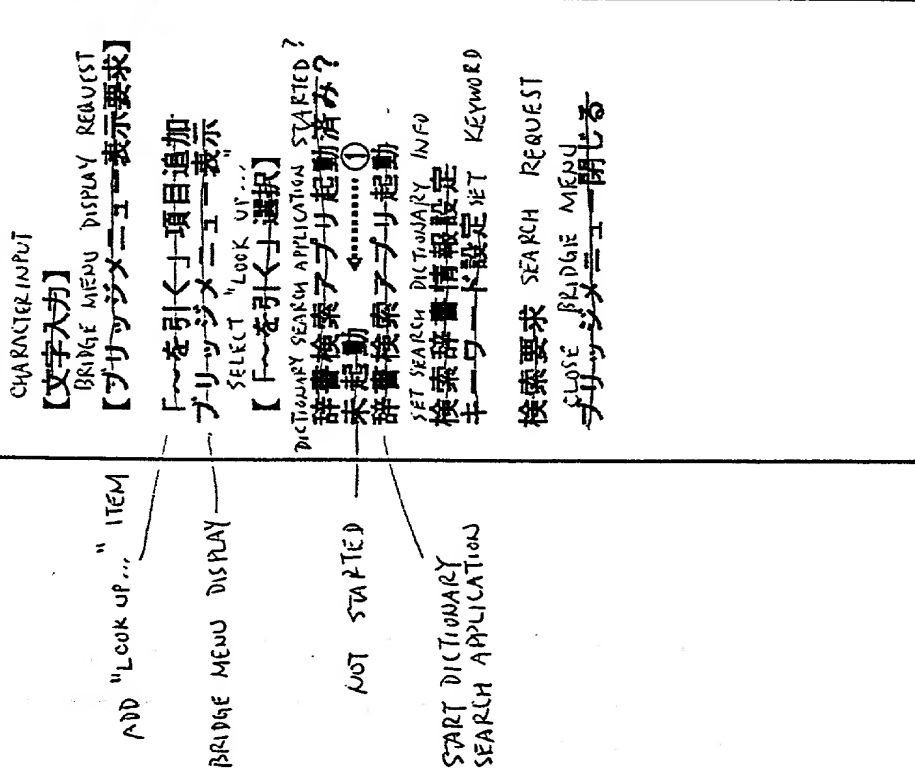 CHARACTER INPUT
【文字入力】
BRIDGE MENU DISPLAY REQUEST
【ブリッジメニュー表示要求】
ADD "LOOK UP..." ITEM
「～を引く」項目追加
BRIDGE MENU DISPLAY
ブリッジメニュー表示
SELECT "LOOK UP..."
【「～を引く」選択】
DICTIONARY SEARCH APPLICATION STARTED?
辞書検索アプリ起動済み?
NOT STARTED
未起動 ①
START DICTIONARY
SEARCH APPLICATION
辞書検索アプリ起動
SET SEARCH DICTIONARY INFO
検索辞書情報設定
キーワード設定 SET KEYWORD
検索要求 SEARCH REQUEST
CLOSE BRIDGE MENU
ブリッジメニュー閉じる